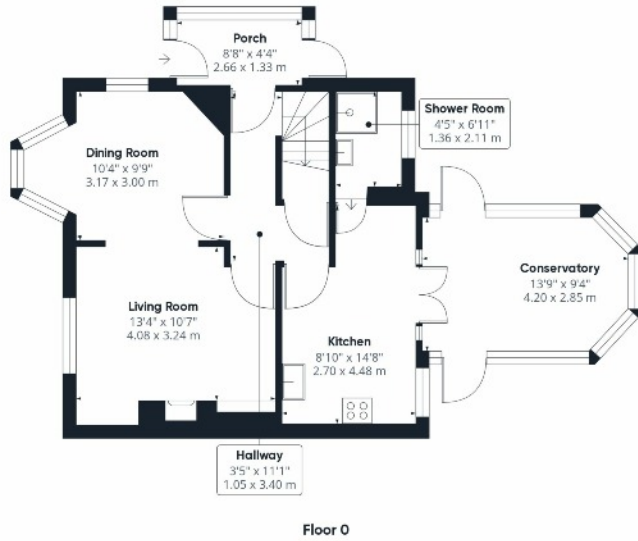 Porch
8'8" x 4'4"
2.66 x 1.33 m
Shower Room
4'5" x 6'11"
1.36 x 2.11 m
Dining Room
10'4" x 9'9"
3.17 x 3.00 m
Conservatory
13'9" x 9'4"
4.20 x 2.85 m
Living Room
13'4" x 10'7"
4.08 x 3.24 m
Kitchen
8'10" x 14'8"
2.70 x 4.48 m
Hallway
3'5" x 11'1"
1.05 x 3.40 m
Floor 0